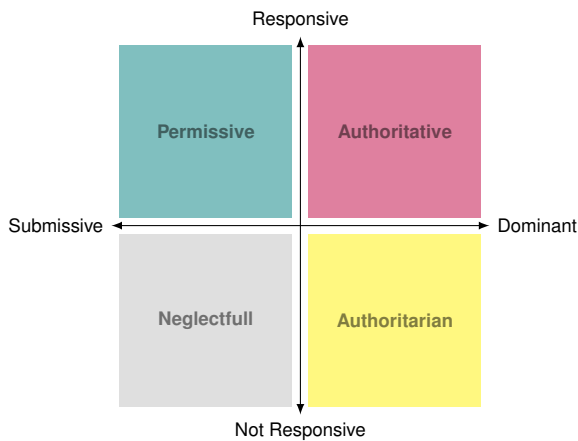 Responsive
Permissive
Authoritative
Submissive
Dominant
Neglectfull
Authoritarian
Not Responsive